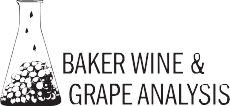 BAKER WINE &
GRAPE ANALYSIS